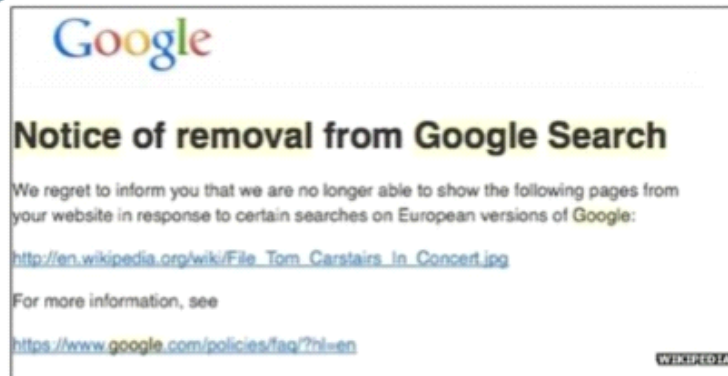 Google
Notice of removal from Google Search
We regret to inform you that we are no longer able to show the following pages from
your website in response to certain searches on European versions of Google:
http://en.wikipedia.org/wiki/File_Tom_Carstairs_In_Concert.jpg
For more information, see
https://www.google.com/policies/faq/?hl=en
WIKIPEDIA